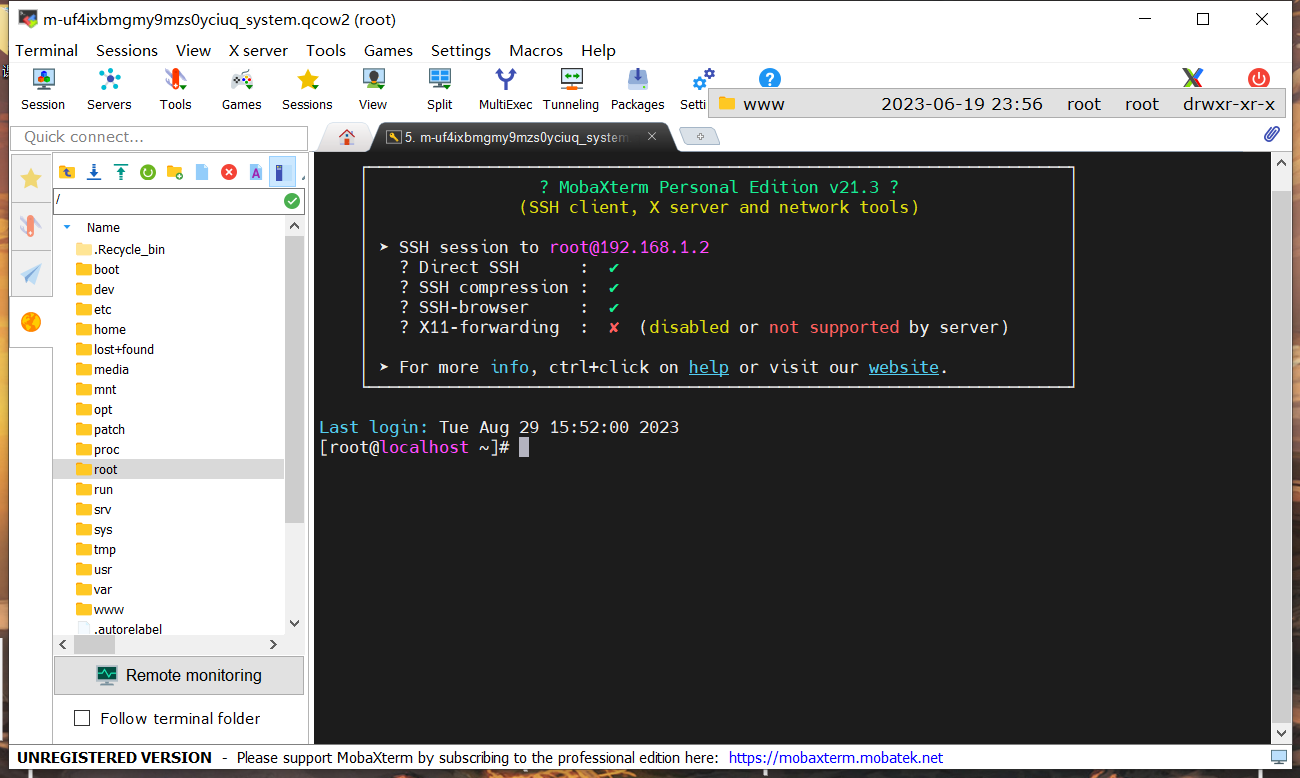 m-uf4ixbmgmy9mzs0yciuq_system.qcow2 (root)
Terminal Sessions View X server Tools Games Settings Macros Help
Session Servers Tools Games Sessions View Split MultiExec Tunneling Packages Setti
www 2023-06-19 23:56 root root drwxr-xr-x
Quick connect...
5. m-uf4ixbmgmy9mzs0yciuq_system.
/
Name
.Recycle_bin
boot
dev
etc
home
lost+found
media
mnt
opt
patch
proc
root
run
srv
sys
tmp
usr
var
www
.autorelabel
Remote monitoring
Follow terminal folder
? MobaXterm Personal Edition v21.3 ?
(SSH client, X server and network tools)
➤ SSH session to root@192.168.1.2
? Direct SSH : ✔
? SSH compression : ✔
? SSH-browser : ✔
? X11-forwarding : ✘ (disabled or not supported by server)
➤ For more info, ctrl+click on help or visit our website.
Last login: Tue Aug 29 15:52:00 2023
[root@localhost ~]#
UNREGISTERED VERSION - Please support MobaXterm by subscribing to the professional edition here: https://mobaxterm.mobatek.net